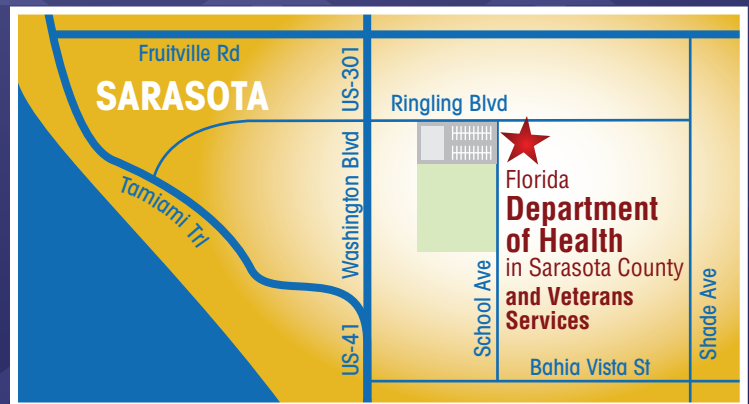 Fruitville Rd
SARASOTA
US-301
Ringling Blvd
Tamiami Trl
Washington Blvd
Florida
Department
of Health
in Sarasota County
and Veterans
Services
School Ave
Shade Ave
US-41
Bahia Vista St